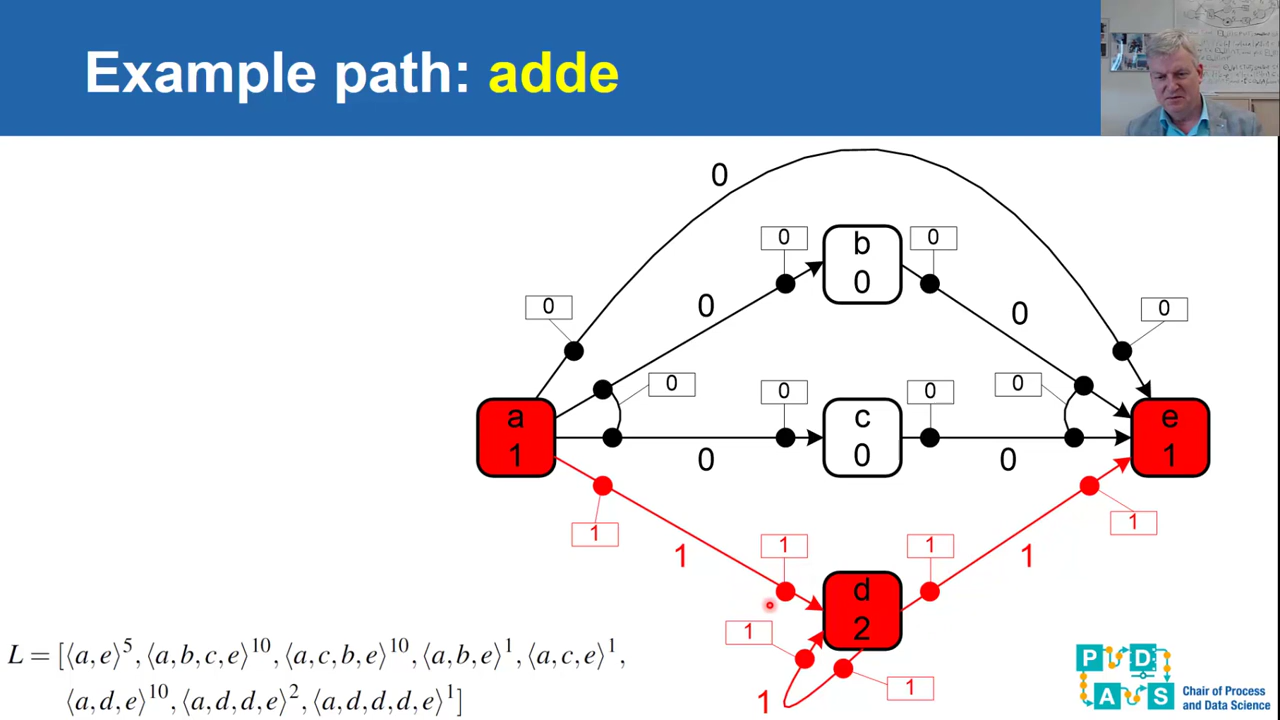 Example path: adde
0
0
b
0
0
0
0
0
0
0
0
0
0
0
a
1
c
0
e
1
0
0
1
1
1
1
1
1
d
2
1
1
1
L = [⟨a,e⟩⁵, ⟨a,b,c,e⟩¹⁰, ⟨a,c,b,e⟩¹⁰, ⟨a,b,e⟩¹, ⟨a,c,e⟩¹,
⟨a,d,e⟩¹⁰, ⟨a,d,d,e⟩², ⟨a,d,d,d,e⟩¹]
P D
A S
Chair of Process
and Data Science